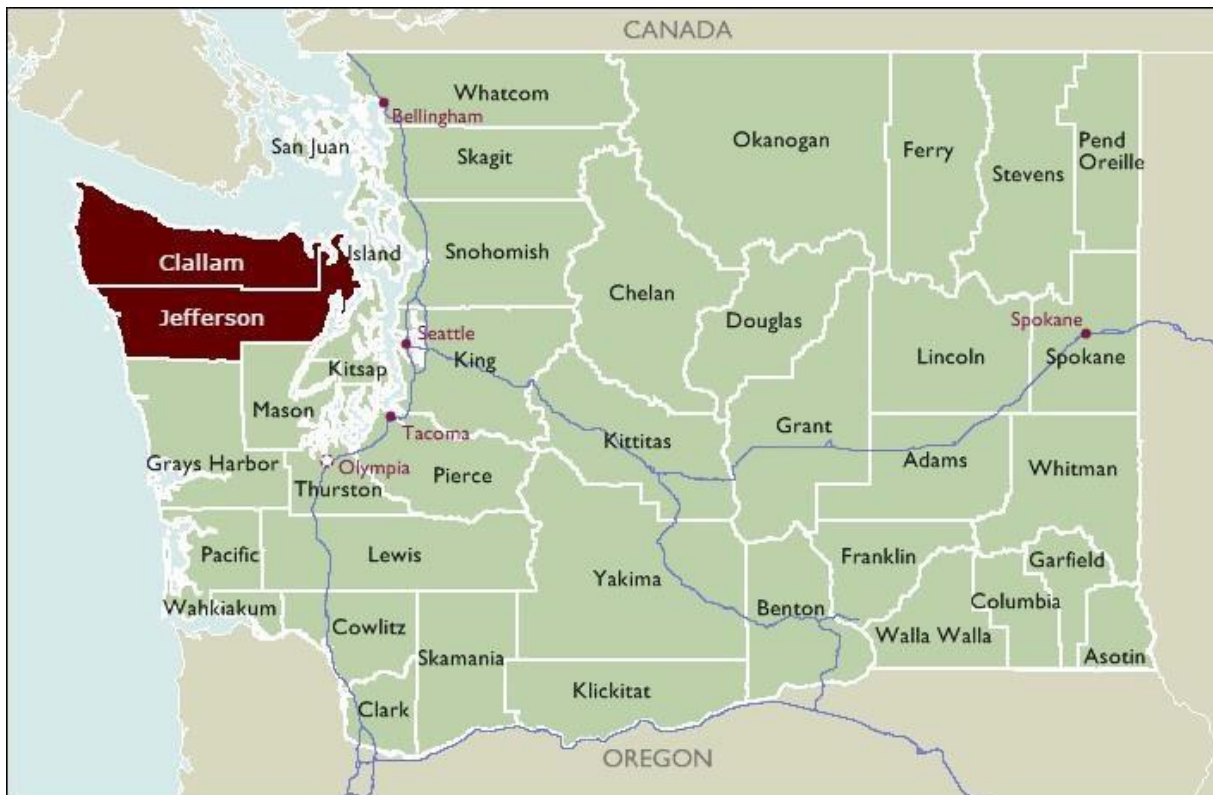 CANADA
Whatcom
Bellingham
San Juan
Skagit
Okanogan
Ferry
Stevens
Pend
Oreille
Clallam
Island
Snohomish
Chelan
Jefferson
Douglas
Seattle
King
Kitsap
Spokane
Lincoln
Spokane
Mason
Tacoma
Kittitas
Grant
Adams
Whitman
Grays Harbor
Olympia
Thurston
Pierce
Pacific
Lewis
Yakima
Franklin
Garfield
Wahkiakum
Cowlitz
Benton
Columbia
Walla Walla
Skamania
Asotin
Clark
Klickitat
OREGON